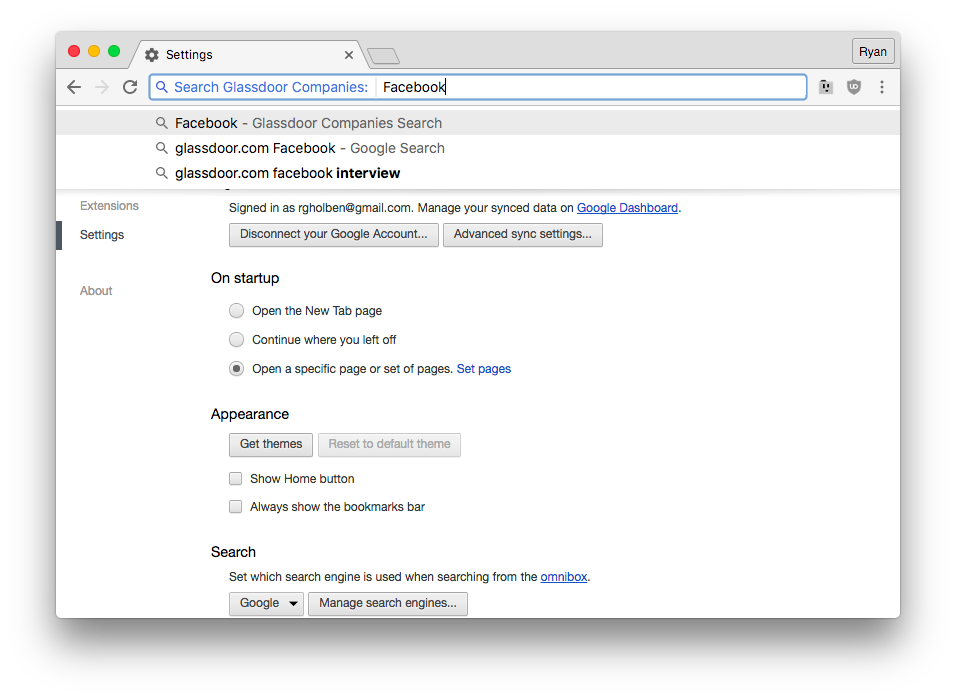 Settings
Ryan
Search Glassdoor Companies: Facebook
Facebook - Glassdoor Companies Search
glassdoor.com Facebook - Google Search
glassdoor.com facebook interview
Extensions
Signed in as rgholben@gmail.com. Manage your synced data on Google Dashboard.
Settings
Disconnect your Google Account... Advanced sync settings...
On startup
About
Open the New Tab page
Continue where you left off
Open a specific page or set of pages. Set pages
Appearance
Get themes Reset to default theme
Show Home button
Always show the bookmarks bar
Search
Set which search engine is used when searching from the omnibox.
Google Manage search engines...